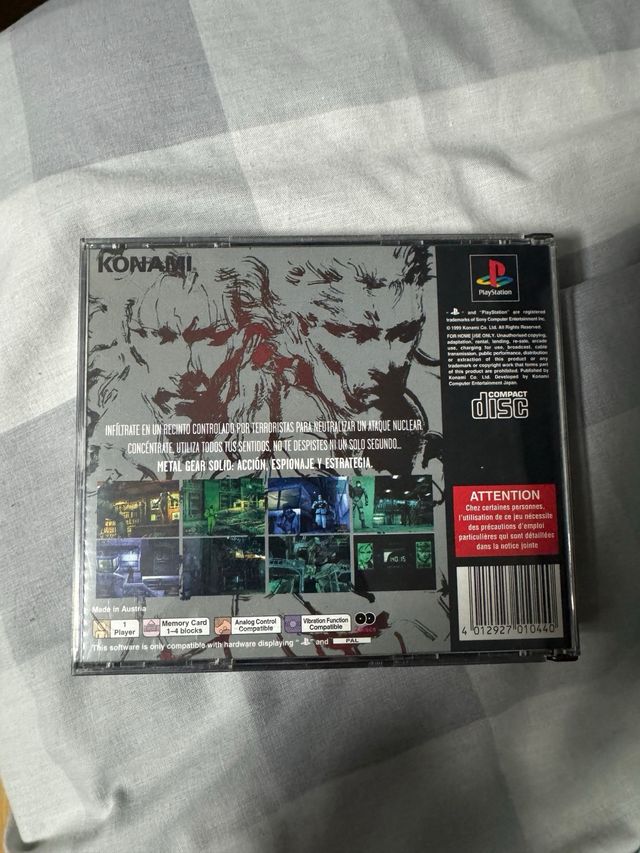 KONAMI
PlayStation
" " and "PlayStation" are registered
trademarks of Sony Computer Entertainment Inc.
© 1999 Konami Co. Ltd. All Rights Reserved.
FOR HOME USE ONLY. Unauthorised copying,
adaptation, rental, lending, re-sale, arcade
use, charging for use, broadcast, cable
transmission, public performance, distribution
or extraction of this product or any
trademark or copyright work that forms part
of this product are prohibited. Published by
Konami Co. Ltd. Developed by Konami
Computer Entertainment Japan.
COMPACT
disc
INFÍLTRATE EN UN RECINTO CONTROLADO POR TERRORISTAS PARA NEUTRALIZAR UN ATAQUE NUCLEAR.
CONCÉNTRATE, UTILIZA TODOS TUS SENTIDOS, NO TE DESPISTES NI UN SOLO SEGUNDO...
METAL GEAR SOLID: ACCIÓN, ESPIONAJE Y ESTRATEGIA.
140.15
ATTENTION
Chez certaines personnes,
l'utilisation de ce jeu nécessite
des précautions d'emploi
particulières qui sont détaillées
dans la notice jointe
4 012927 010440
Made in Austria
1
Player
Memory Card
1–4 blocks
Analog Control
Compatible
Vibration Function
Compatible
This software is only compatible with hardware displaying " " and PAL